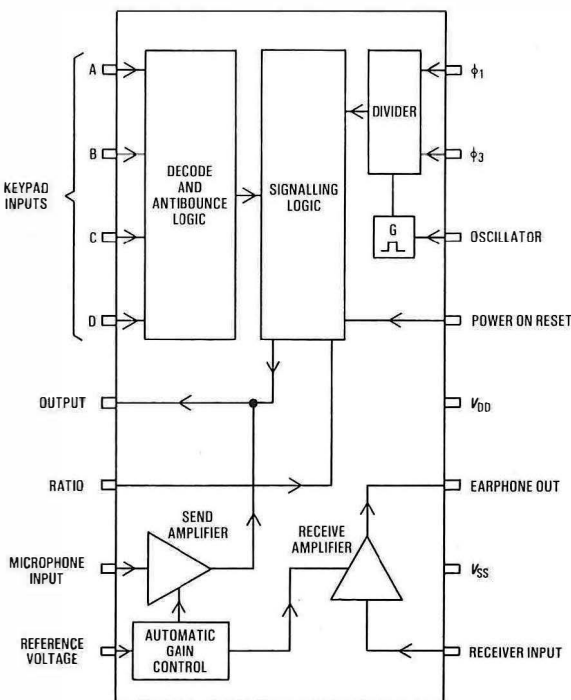 A
B
C
D
KEYPAD
INPUTS
DECODE
AND
ANTIBOUNCE
LOGIC
SIGNALLING
LOGIC
DIVIDER
G
ϕ1
ϕ3
OSCILLATOR
POWER ON RESET
OUTPUT
VDD
RATIO
EARPHONE OUT
SEND
AMPLIFIER
RECEIVE
AMPLIFIER
MICROPHONE
INPUT
VSS
REFERENCE
VOLTAGE
AUTOMATIC
GAIN
CONTROL
RECEIVER INPUT